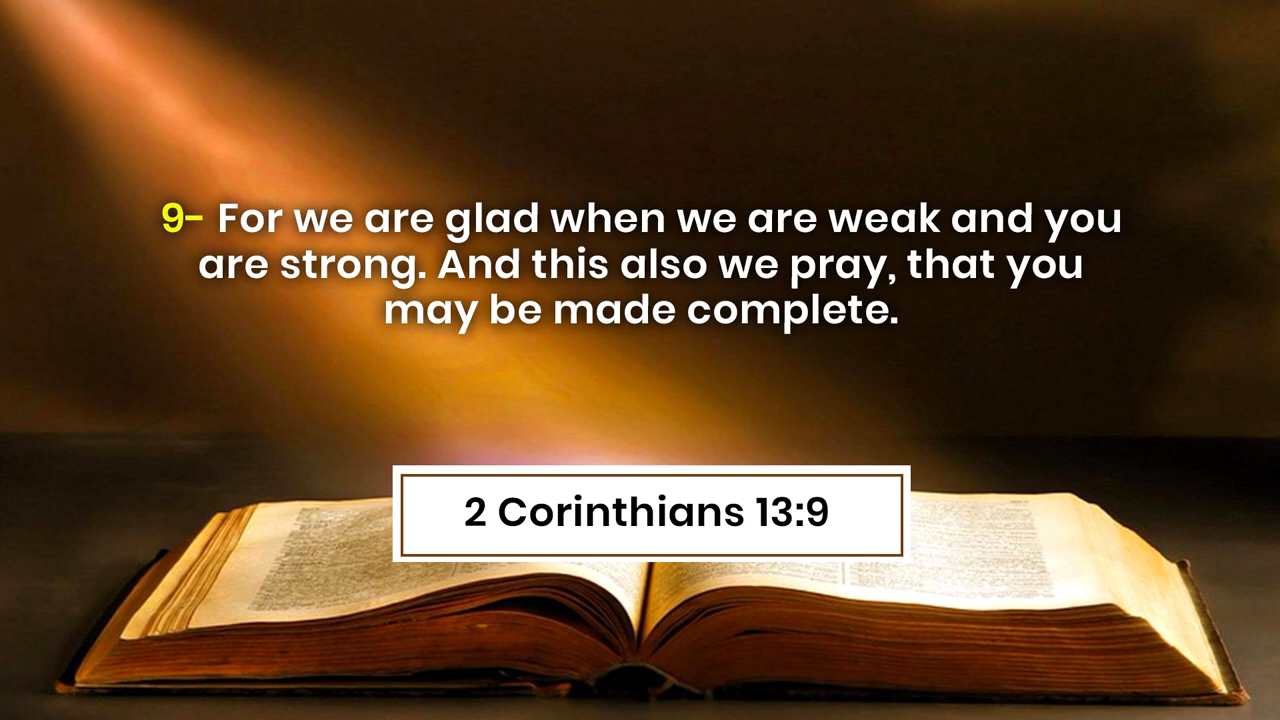 9- For we are glad when we are weak and you
are strong. And this also we pray, that you
may be made complete.
2 Corinthians 13:9